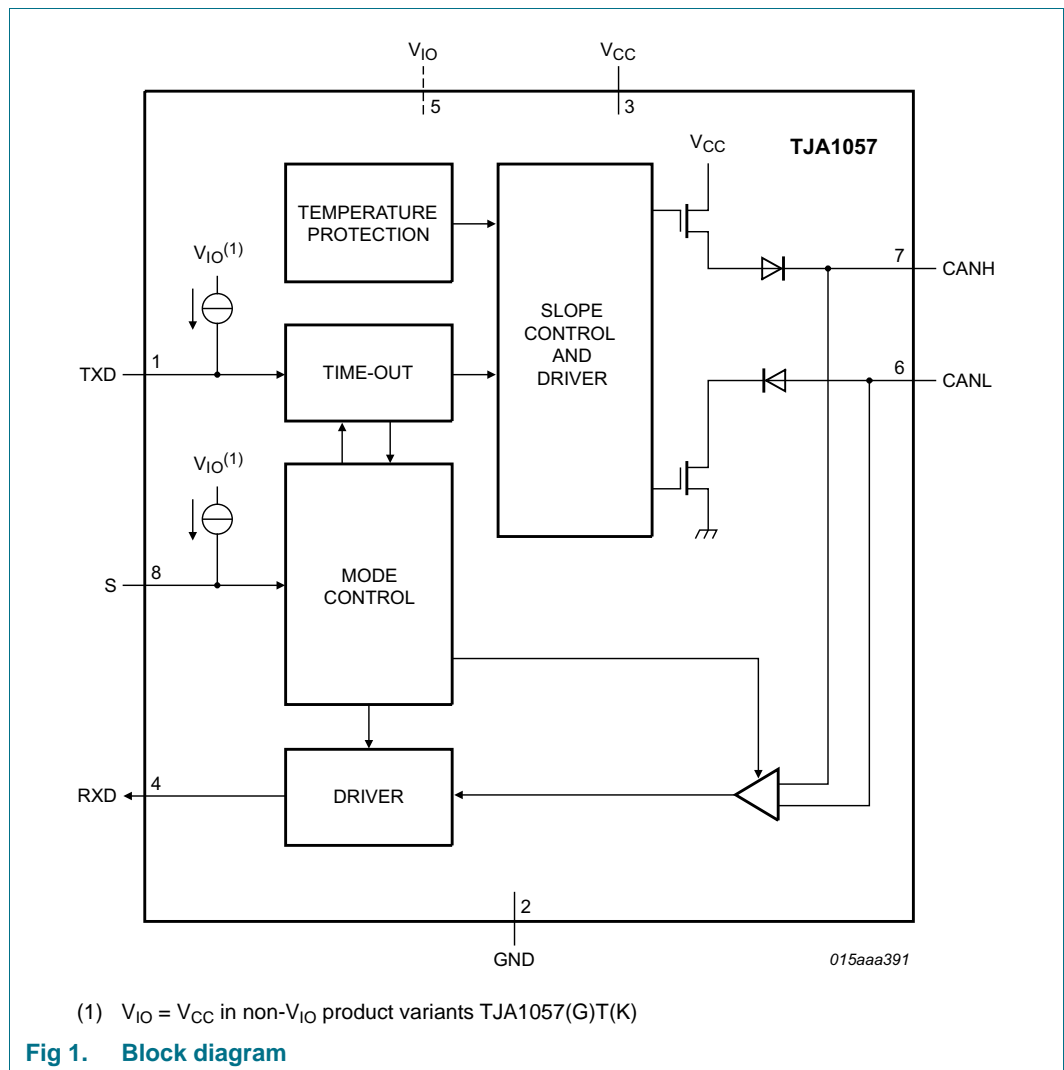 VIO
VCC
5
3
TJA1057
VCC
TEMPERATURE
PROTECTION
VIO(1)
7
CANH
SLOPE
CONTROL
AND
DRIVER
1
TXD
TIME-OUT
6
CANL
VIO(1)
8
S
MODE
CONTROL
4
RXD
DRIVER
2
GND
015aaa391
(1) VIO = VCC in non-VIO product variants TJA1057(G)T(K)
Fig 1. Block diagram